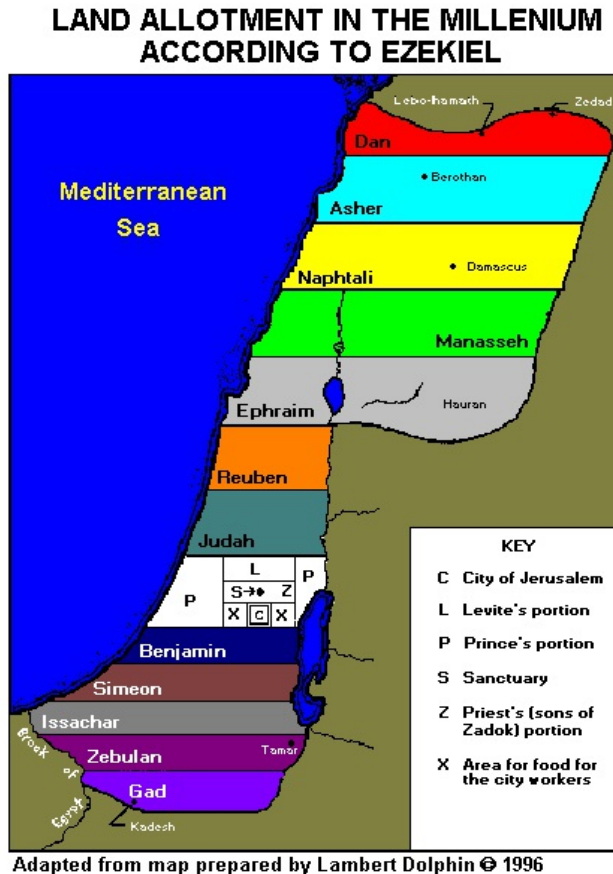 LAND ALLOTMENT IN THE MILLENIUM
ACCORDING TO EZEKIEL
Lebo-hamath
Zedad
Dan
Mediterranean
Sea
Berothan
Asher
Damascus
Naphtali
Manasseh
Ephraim
Hauran
Reuben
Judah
L
P
S→• Z
P
X C X
Benjamin
Simeon
Issachar
Zebulan
Tamar
Gad
Brook of Egypt
Kadesh
KEY
C City of Jerusalem
L Levite's portion
P Prince's portion
S Sanctuary
Z Priest's (sons of
Zadok) portion
X Area for food for
the city workers
Adapted from map prepared by Lambert Dolphin © 1996